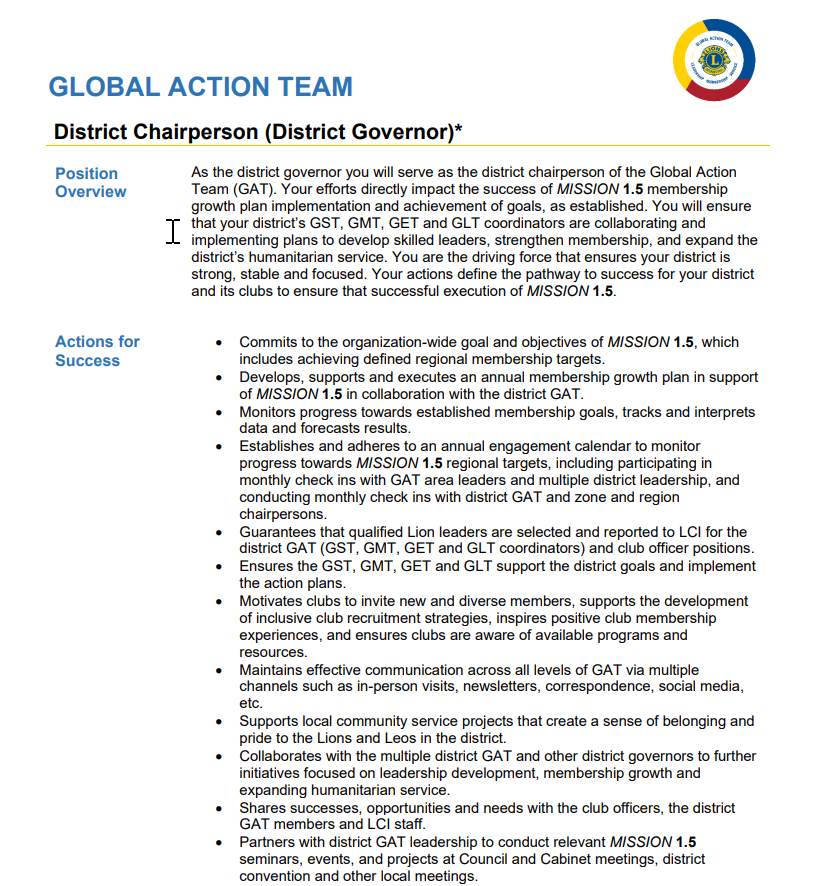 GLOBAL ACTION TEAM
LEADERSHIP · MEMBERSHIP · SERVICE
L
GLOBAL ACTION TEAM
District Chairperson (District Governor)*
Position
Overview
As the district governor you will serve as the district chairperson of the Global Action
Team (GAT). Your efforts directly impact the success of MISSION 1.5 membership
growth plan implementation and achievement of goals, as established. You will ensure
that your district’s GST, GMT, GET and GLT coordinators are collaborating and
implementing plans to develop skilled leaders, strengthen membership, and expand the
district’s humanitarian service. You are the driving force that ensures your district is
strong, stable and focused. Your actions define the pathway to success for your district
and its clubs to ensure that successful execution of MISSION 1.5.
Actions for
Success
• Commits to the organization-wide goal and objectives of MISSION 1.5, which
includes achieving defined regional membership targets.
• Develops, supports and executes an annual membership growth plan in support
of MISSION 1.5 in collaboration with the district GAT.
• Monitors progress towards established membership goals, tracks and interprets
data and forecasts results.
• Establishes and adheres to an annual engagement calendar to monitor
progress towards MISSION 1.5 regional targets, including participating in
monthly check ins with GAT area leaders and multiple district leadership, and
conducting monthly check ins with district GAT and zone and region
chairpersons.
• Guarantees that qualified Lion leaders are selected and reported to LCI for the
district GAT (GST, GMT, GET and GLT coordinators) and club officer positions.
• Ensures the GST, GMT, GET and GLT support the district goals and implement
the action plans.
• Motivates clubs to invite new and diverse members, supports the development
of inclusive club recruitment strategies, inspires positive club membership
experiences, and ensures clubs are aware of available programs and
resources.
• Maintains effective communication across all levels of GAT via multiple
channels such as in-person visits, newsletters, correspondence, social media,
etc.
• Supports local community service projects that create a sense of belonging and
pride to the Lions and Leos in the district.
• Collaborates with the multiple district GAT and other district governors to further
initiatives focused on leadership development, membership growth and
expanding humanitarian service.
• Shares successes, opportunities and needs with the club officers, the district
GAT members and LCI staff.
• Partners with district GAT leadership to conduct relevant MISSION 1.5
seminars, events, and projects at Council and Cabinet meetings, district
convention and other local meetings.